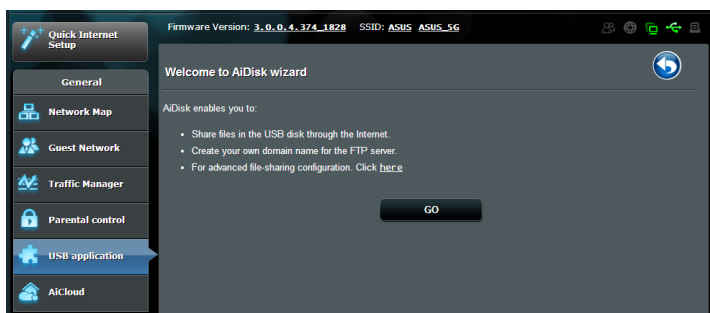 Quick Internet
Setup
Firmware Version: 3.0.0.4.374_1828 SSID: ASUS ASUS_5G
General
Network Map
Guest Network
Traffic Manager
Parental control
USB application
AiCloud
Welcome to AiDisk wizard
AiDisk enables you to:
• Share files in the USB disk through the Internet.
• Create your own domain name for the FTP server.
• For advanced file-sharing configuration. Click here
GO